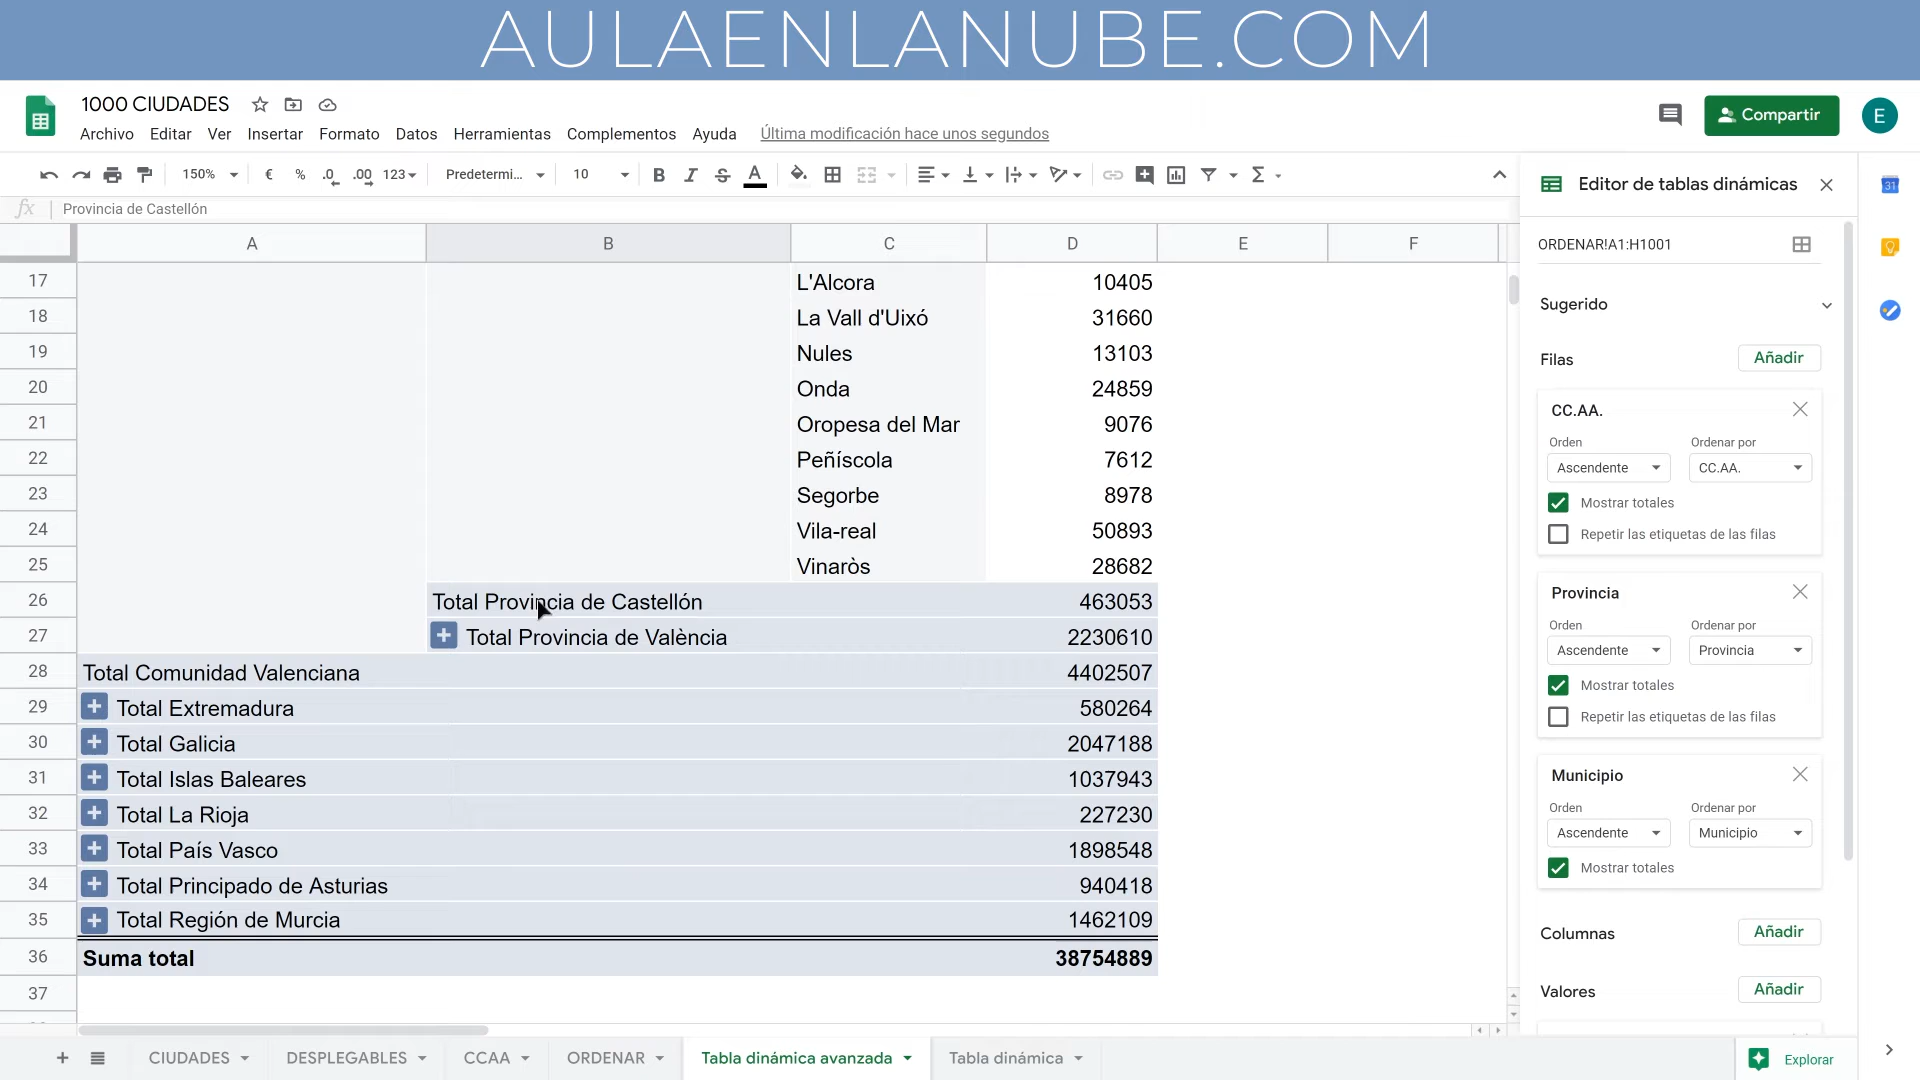 AULAENLANUBE.COM
1000 CIUDADES
Archivo Editar Ver Insertar Formato Datos Herramientas Complementos Ayuda Última modificación hace unos segundos
Compartir
E
150% € % .0 .00 123 Predetermi... 10 B I S A Σ
fx Provincia de Castellón
A B C D E F
17 L'Alcora 10405
18 La Vall d'Uixó 31660
19 Nules 13103
20 Onda 24859
21 Oropesa del Mar 9076
22 Peñíscola 7612
23 Segorbe 8978
24 Vila-real 50893
25 Vinaròs 28682
26 Total Provincia de Castellón 463053
27 Total Provincia de València 2230610
28 Total Comunidad Valenciana 4402507
29 Total Extremadura 580264
30 Total Galicia 2047188
31 Total Islas Baleares 1037943
32 Total La Rioja 227230
33 Total País Vasco 1898548
34 Total Principado de Asturias 940418
35 Total Región de Murcia 1462109
36 Suma total 38754889
37
Editor de tablas dinámicas
ORDENAR!A1:H1001
Sugerido
Filas Añadir
CC.AA.
Orden Ordenar por
Ascendente CC.AA.
Mostrar totales
Repetir las etiquetas de las filas
Provincia
Orden Ordenar por
Ascendente Provincia
Mostrar totales
Repetir las etiquetas de las filas
Municipio
Orden Ordenar por
Ascendente Municipio
Mostrar totales
Columnas Añadir
Valores Añadir
31
CIUDADES DESPLEGABLES CCAA ORDENAR Tabla dinámica avanzada Tabla dinámica
Explorar